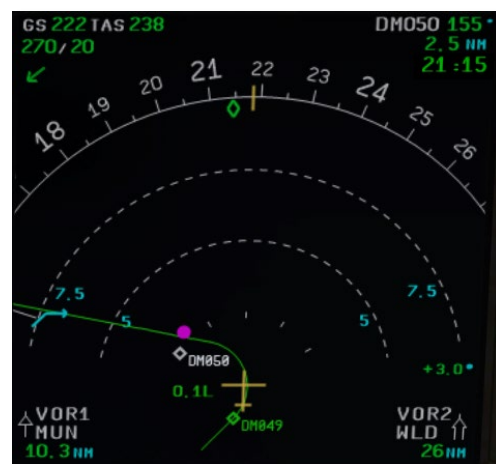 GS 222 TAS 238
270/20
DM050 155°
2.5 NM
21:15
18 19 20 21 22 23 24 25 26
7.5
7.5
5
5
DM050
+3.0°
0.1L
DM049
VOR1
MUN
10.3 NM
VOR2
WLD
26 NM